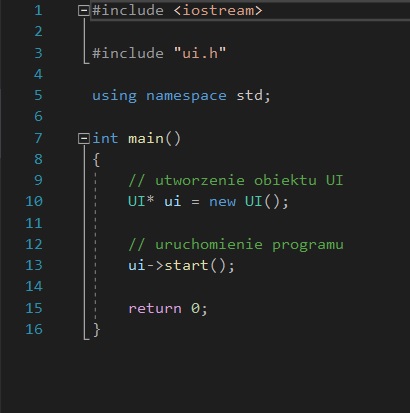 1 #include <iostream>
2
3 #include "ui.h"
4
5 using namespace std;
6
7 int main()
8 {
9 // utworzenie obiektu UI
10 UI* ui = new UI();
11
12 // uruchomienie programu
13 ui->start();
14
15 return 0;
16 }